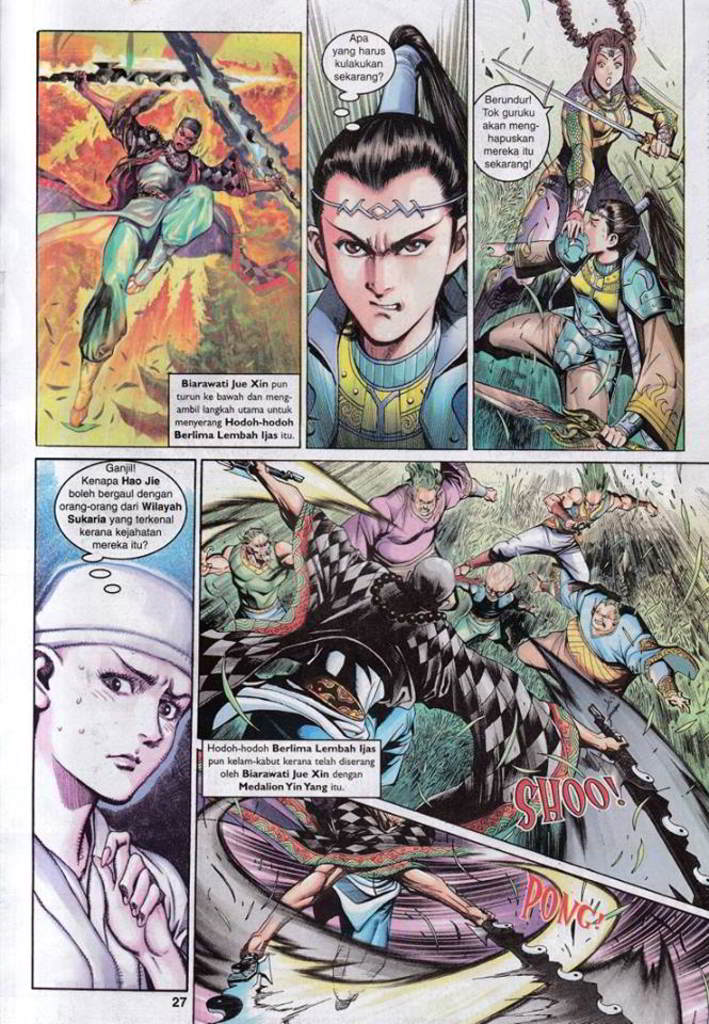 Biarawati Jue Xin pun
turun ke bawah dan meng-
ambil langkah utama untuk
menyerang Hodoh-hodoh
Berlima Lembah Ijas itu.
Apa
yang harus
kulakukan
sekarang?
Berundur!
Tok guruku
akan meng-
hapuskan
mereka itu
sekarang!
Ganjil!
Kenapa Hao Jie
boleh bergaul dengan
orang-orang dari Wilayah
Sukaria yang terkenal
kerana kejahatan
mereka itu?
Hodoh-hodoh Berlima Lembah Ijas
pun kelam-kabut kerana telah diserang
oleh Biarawati Jue Xin dengan
Medalion Yin Yang itu.
SHOO!
PONG!
27